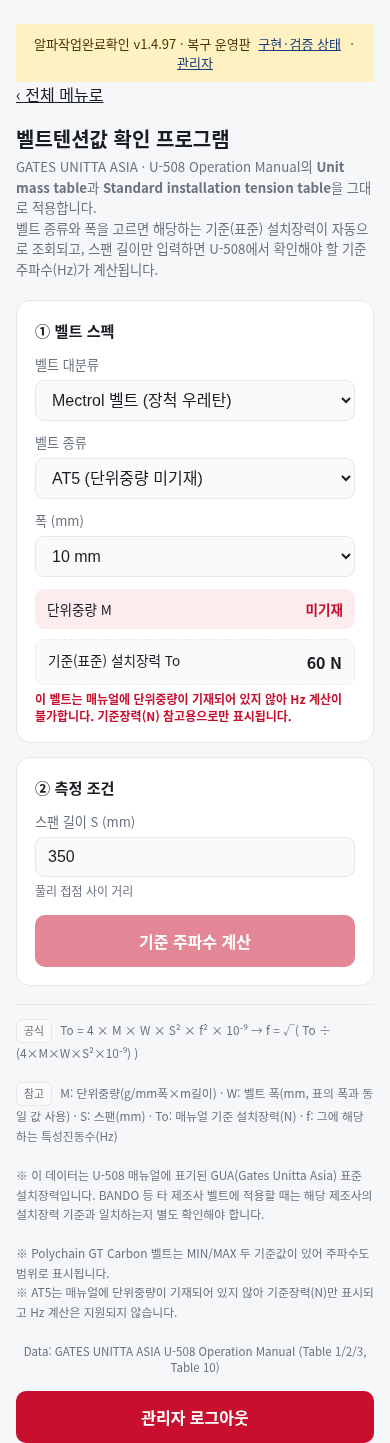 알파작업완료확인 v1.4.97 · 복구 운영판 구현·검증 상태 ·
관리자
‹ 전체 메뉴로
벨트텐션값 확인 프로그램
GATES UNITTA ASIA · U-508 Operation Manual의 Unit
mass table과 Standard installation tension table을 그대
로 적용합니다.
벨트 종류와 폭을 고르면 해당하는 기준(표준) 설치장력이 자동으
로 조회되고, 스팬 길이만 입력하면 U-508에서 확인해야 할 기준
주파수(Hz)가 계산됩니다.
① 벨트 스펙
벨트 대분류
Mectrol 벨트 (장척 우레탄)
벨트 종류
AT5 (단위중량 미기재)
폭 (mm)
10 mm
단위중량 M 미기재
기준(표준) 설치장력 To 60 N
이 벨트는 매뉴얼에 단위중량이 기재되어 있지 않아 Hz 계산이
불가합니다. 기준장력(N) 참고용으로만 표시됩니다.
② 측정 조건
스팬 길이 S (mm)
350
풀리 접점 사이 거리
기준 주파수 계산
공식 To = 4 × M × W × S² × f² × 10⁻⁹ → f = √( To ÷
(4×M×W×S²×10⁻⁹) )
참고 M: 단위중량(g/mm폭×m길이) · W: 벨트 폭(mm, 표의 폭과 동
일 값 사용) · S: 스팬(mm) · To: 매뉴얼 기준 설치장력(N) · f: 그에 해당
하는 특성진동수(Hz)
※ 이 데이터는 U-508 매뉴얼에 표기된 GUA(Gates Unitta Asia) 표준
설치장력입니다. BANDO 등 타 제조사 벨트에 적용할 때는 해당 제조사의
설치장력 기준과 일치하는지 별도 확인해야 합니다.
※ Polychain GT Carbon 벨트는 MIN/MAX 두 기준값이 있어 주파수도
범위로 표시됩니다.
※ AT5는 매뉴얼에 단위중량이 기재되어 있지 않아 기준장력(N)만 표시되
고 Hz 계산은 지원되지 않습니다.
Data: GATES UNITTA ASIA U-508 Operation Manual (Table 1/2/3,
Table 10)
관리자 로그아웃